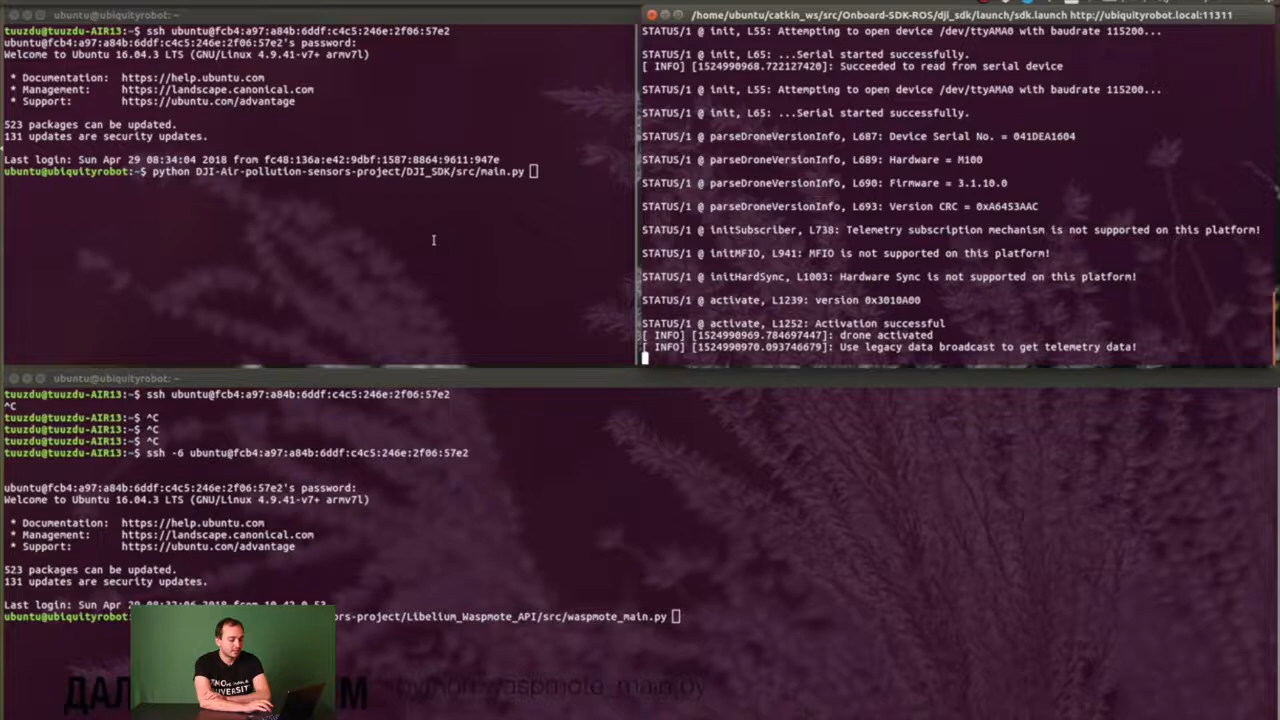 ubuntu@ubiquityrobot: ~
tuuzdu@tuuzdu-AIR13:~$ ssh ubuntu@fcb4:a97:a84b:6ddf:c4c5:246e:2f06:57e2
ubuntu@fcb4:a97:a84b:6ddf:c4c5:246e:2f06:57e2's password:
Welcome to Ubuntu 16.04.3 LTS (GNU/Linux 4.9.41-v7+ armv7l)
* Documentation: https://help.ubuntu.com
* Management: https://landscape.canonical.com
* Support: https://ubuntu.com/advantage
523 packages can be updated.
131 updates are security updates.
Last login: Sun Apr 29 08:34:04 2018 from fc48:136a:e42:9dbf:1587:8864:9611:947e
ubuntu@ubiquityrobot:~$ python DJI-Air-pollution-sensors-project/DJI_SDK/src/main.py
/home/ubuntu/catkin_ws/src/Onboard-SDK-ROS/dji_sdk/launch/sdk.launch http://ubiquityrobot.local:11311
STATUS/1 @ init, L55: Attempting to open device /dev/ttyAMA0 with baudrate 115200...
STATUS/1 @ init, L65: ...Serial started successfully.
[ INFO] [1524990968.722127420]: Succeeded to read from serial device
STATUS/1 @ init, L55: Attempting to open device /dev/ttyAMA0 with baudrate 115200...
STATUS/1 @ init, L65: ...Serial started successfully.
STATUS/1 @ parseDroneVersionInfo, L687: Device Serial No. = 041DEA1604
STATUS/1 @ parseDroneVersionInfo, L689: Hardware = M100
STATUS/1 @ parseDroneVersionInfo, L690: Firmware = 3.1.10.0
STATUS/1 @ parseDroneVersionInfo, L693: Version CRC = 0xA6453AAC
STATUS/1 @ initSubscriber, L738: Telemetry subscription mechanism is not supported on this platform!
STATUS/1 @ initMFIO, L941: MFIO is not supported on this platform!
STATUS/1 @ initHardSync, L1003: Hardware Sync is not supported on this platform!
STATUS/1 @ activate, L1239: version 0x3010A00
STATUS/1 @ activate, L1252: Activation successful
[ INFO] [1524990969.784697447]: drone activated
[ INFO] [1524990970.093746679]: Use legacy data broadcast to get telemetry data!
ubuntu@ubiquityrobot: ~
tuuzdu@tuuzdu-AIR13:~$ ssh ubuntu@fcb4:a97:a84b:6ddf:c4c5:246e:2f06:57e2
^C
tuuzdu@tuuzdu-AIR13:~$ ^C
tuuzdu@tuuzdu-AIR13:~$ ^C
tuuzdu@tuuzdu-AIR13:~$ ^C
tuuzdu@tuuzdu-AIR13:~$ ssh -6 ubuntu@fcb4:a97:a84b:6ddf:c4c5:246e:2f06:57e2
ubuntu@fcb4:a97:a84b:6ddf:c4c5:246e:2f06:57e2's password:
Welcome to Ubuntu 16.04.3 LTS (GNU/Linux 4.9.41-v7+ armv7l)
* Documentation: https://help.ubuntu.com
* Management: https://landscape.canonical.com
* Support: https://ubuntu.com/advantage
523 packages can be updated.
131 updates are security updates.
Last login: Sun Apr 29
ubuntu@ubiquityrobot:~ rs-project/Libelium_Waspmote_API/src/waspmote_main.py
python waspmote_main.py